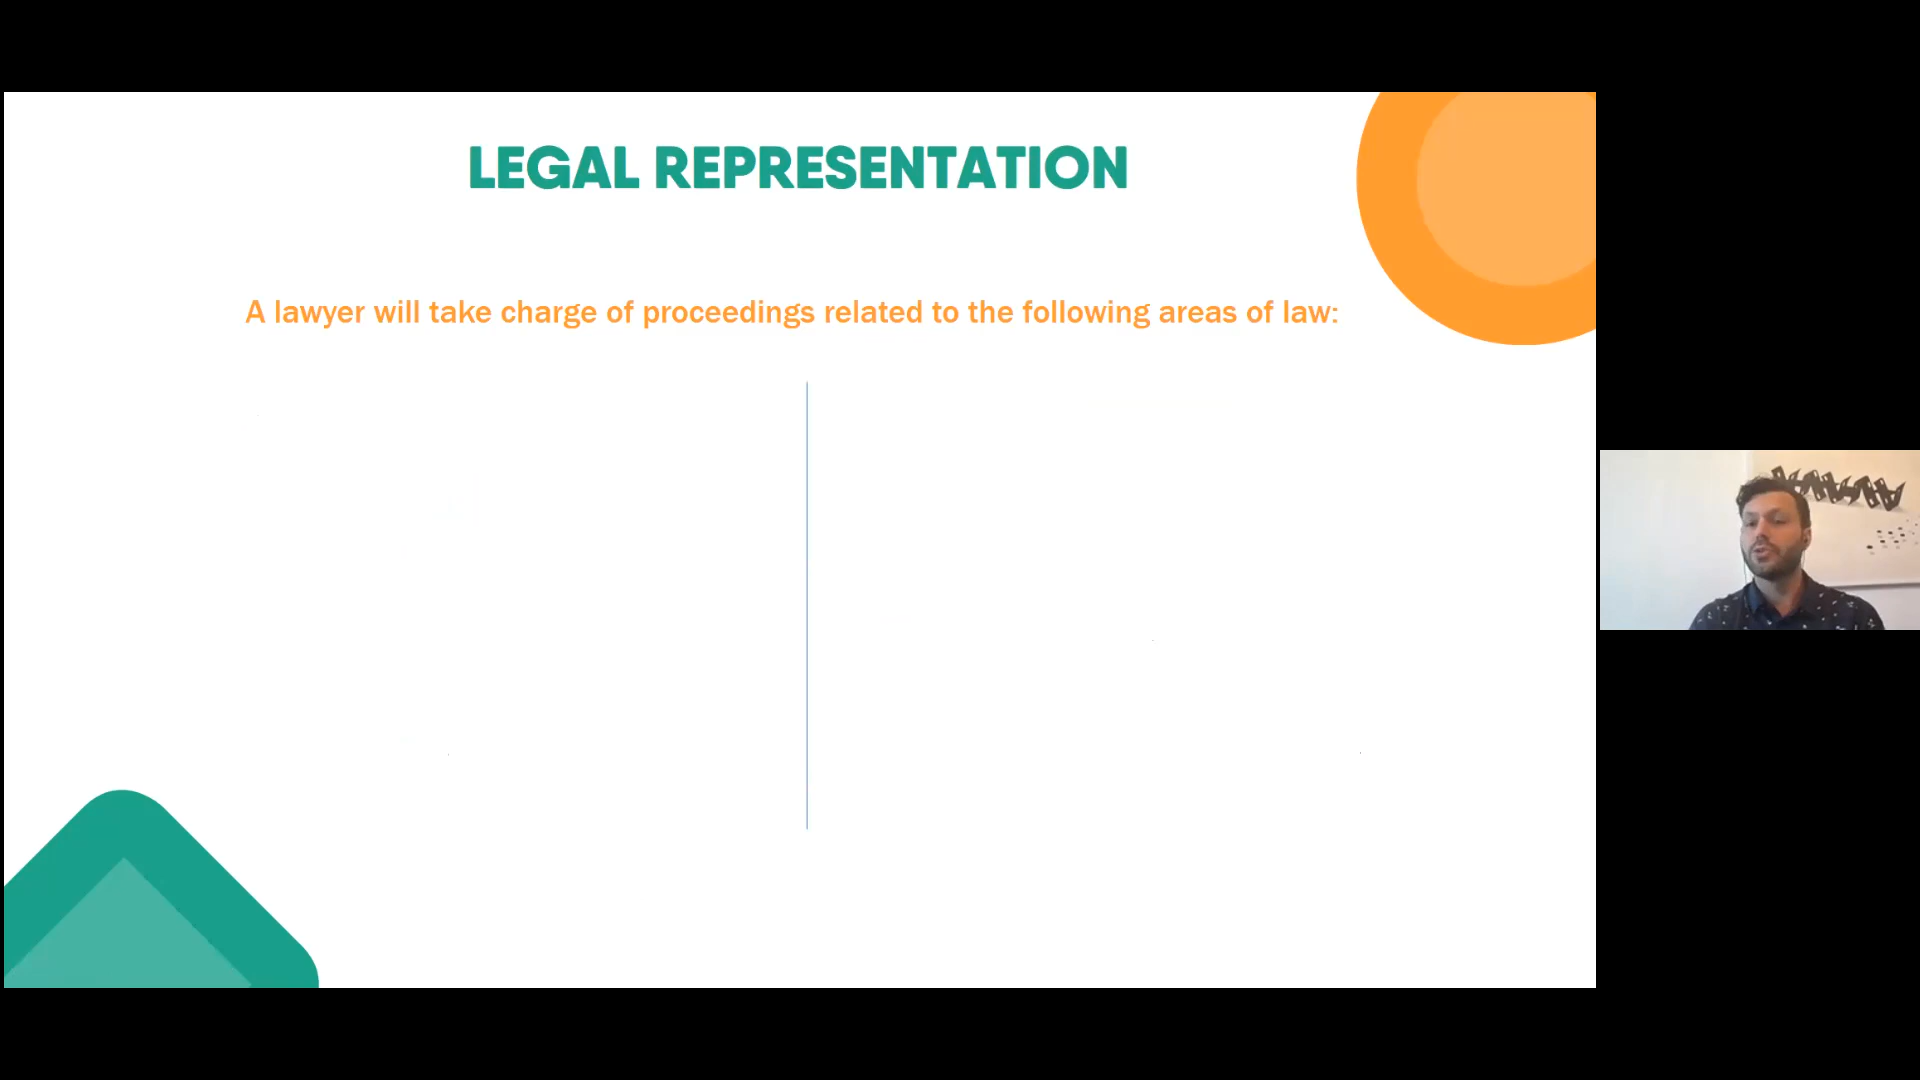 LEGAL REPRESENTATION
A lawyer will take charge of proceedings related to the following areas of law: